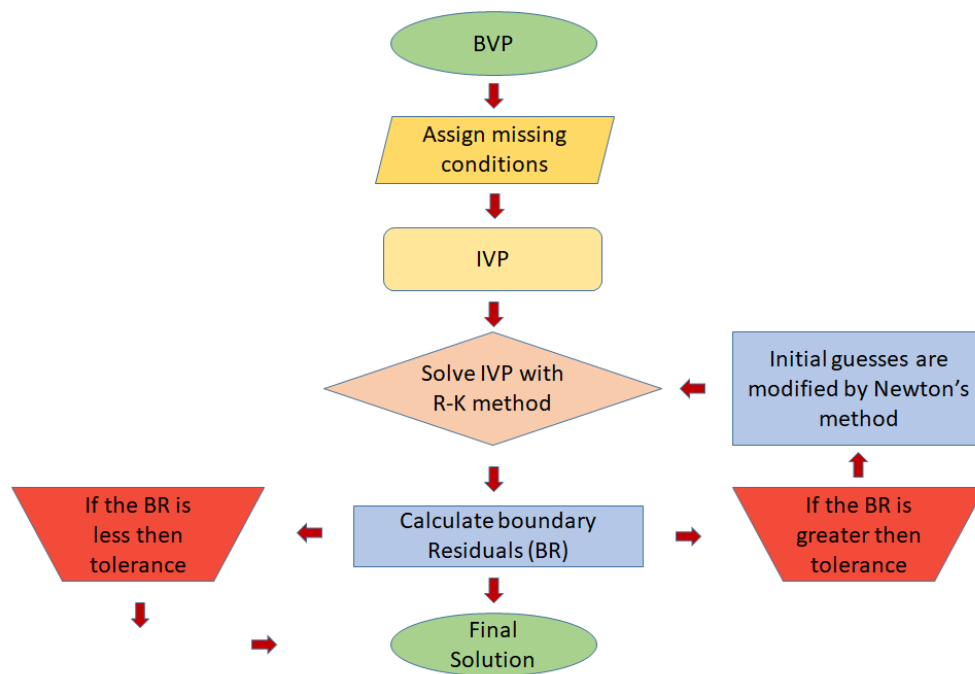 BVP
Assign missing
conditions
IVP
Solve IVP with
R-K method
Initial guesses are
modified by Newton's
method
If the BR is
less then
tolerance
Calculate boundary
Residuals (BR)
If the BR is
greater then
tolerance
Final
Solution